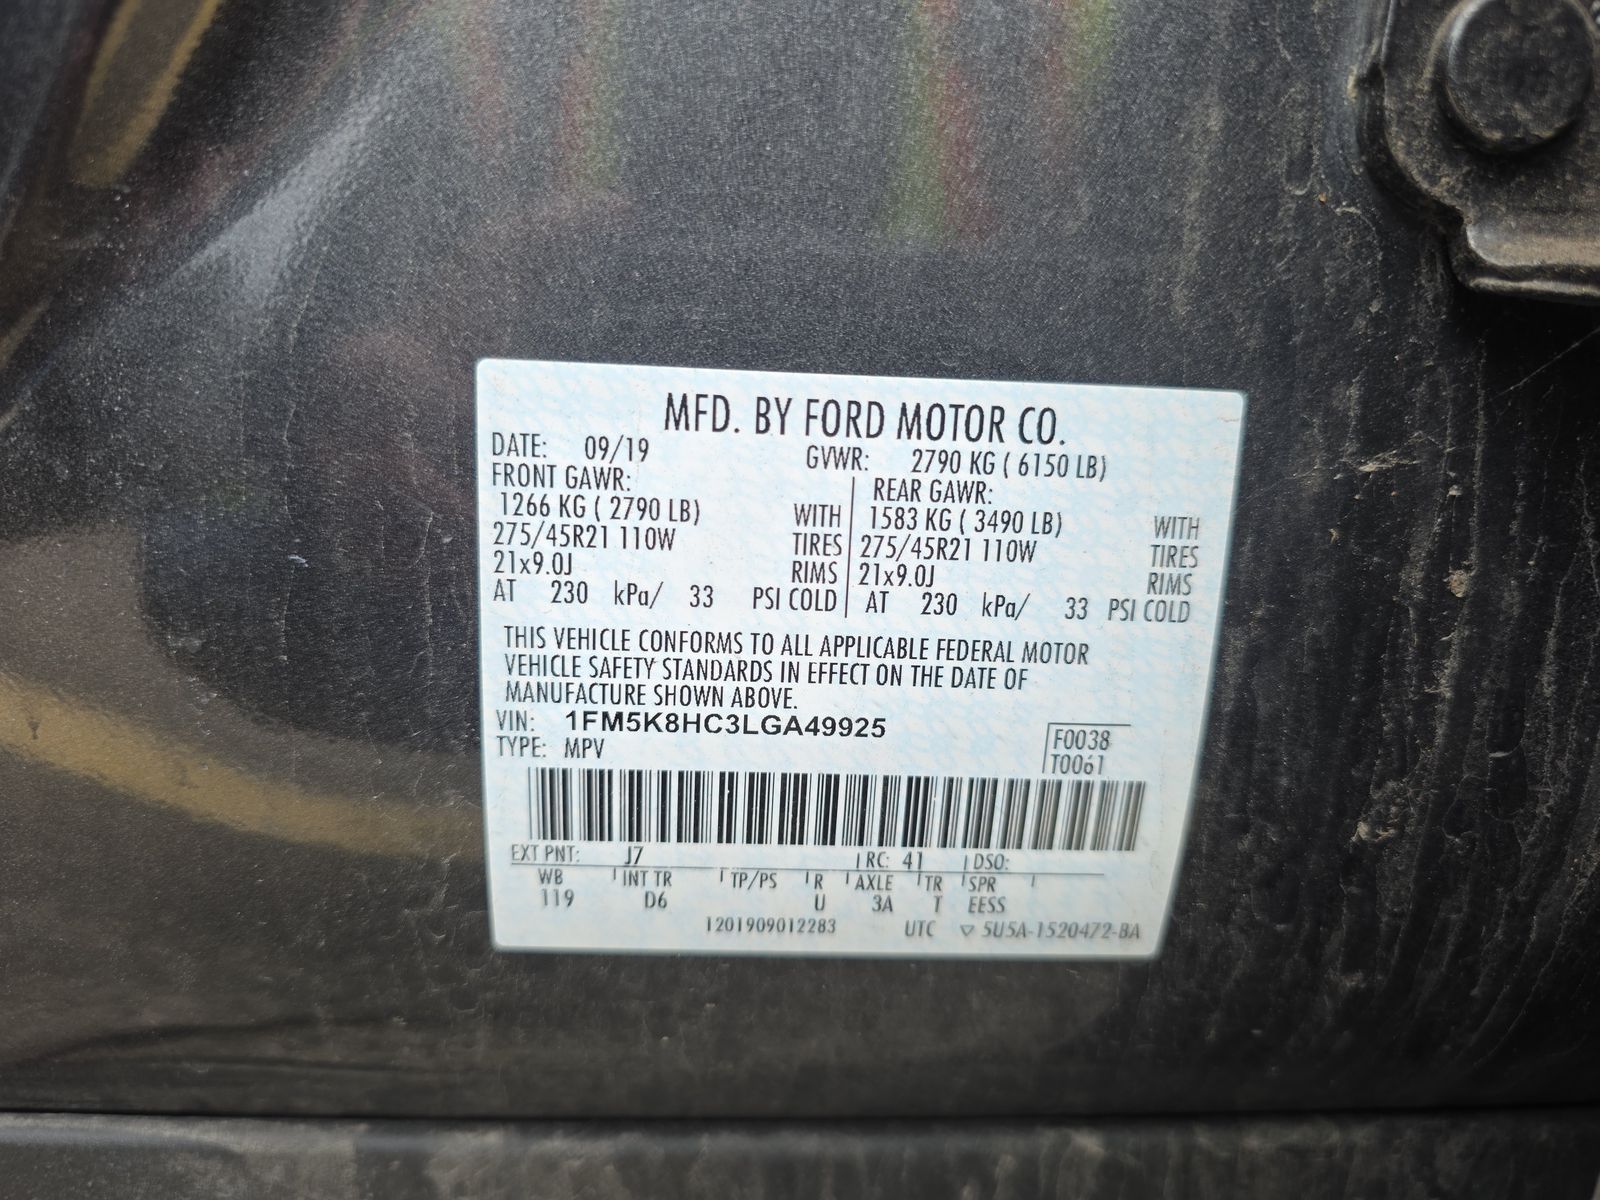 MFD. BY FORD MOTOR CO.
DATE: 09/19 GVWR: 2790 KG ( 6150 LB)
FRONT GAWR: REAR GAWR:
1266 KG ( 2790 LB) WITH 1583 KG ( 3490 LB) WITH
275/45R21 110W TIRES 275/45R21 110W TIRES
21x9.0J RIMS 21x9.0J RIMS
AT 230 kPa/ 33 PSI COLD AT 230 kPa/ 33 PSI COLD
THIS VEHICLE CONFORMS TO ALL APPLICABLE FEDERAL MOTOR
VEHICLE SAFETY STANDARDS IN EFFECT ON THE DATE OF
MANUFACTURE SHOWN ABOVE.
VIN: 1FM5K8HC3LGA49925
TYPE: MPV
F0038
T0061
EXT PNT: J7 RC: 41 DSO:
WB INT TR TP/PS R AXLE TR SPR
119 D6 U 3A T EESS
1201909012283 UTC ▽ 5U5A-1520472-BA